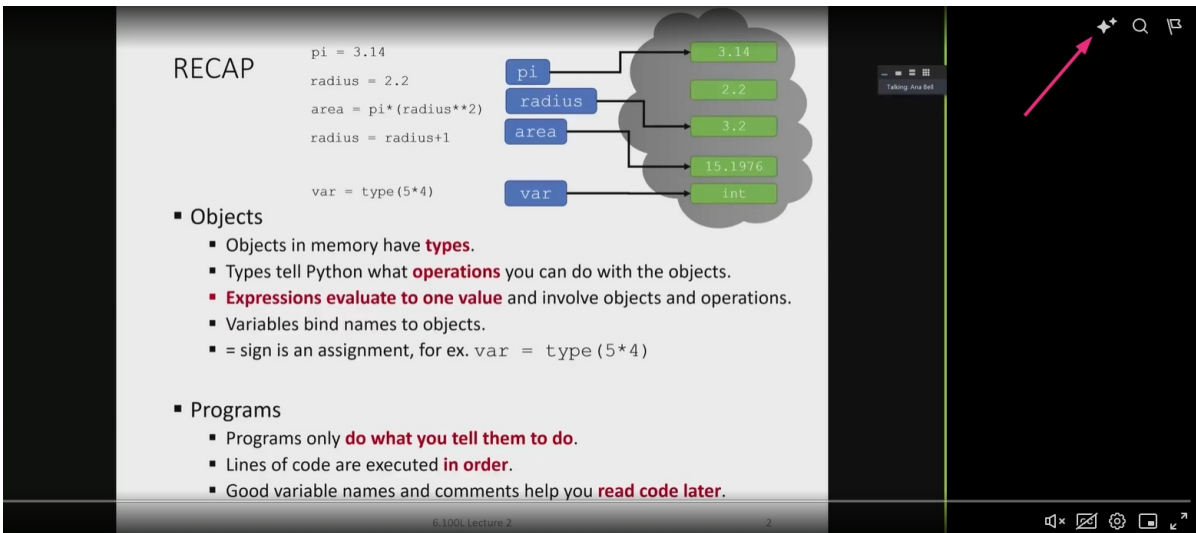 RECAP
pi = 3.14
radius = 2.2
area = pi*(radius**2)
radius = radius+1
var = type(5*4)
pi
radius
area
var
3.14
2.2
3.2
15.1976
int
Talking: Ana Bell
▪ Objects
▪ Objects in memory have types.
▪ Types tell Python what operations you can do with the objects.
▪ Expressions evaluate to one value and involve objects and operations.
▪ Variables bind names to objects.
▪ = sign is an assignment, for ex. var = type(5*4)
▪ Programs
▪ Programs only do what you tell them to do.
▪ Lines of code are executed in order.
▪ Good variable names and comments help you read code later.
6.100L Lecture 2
2